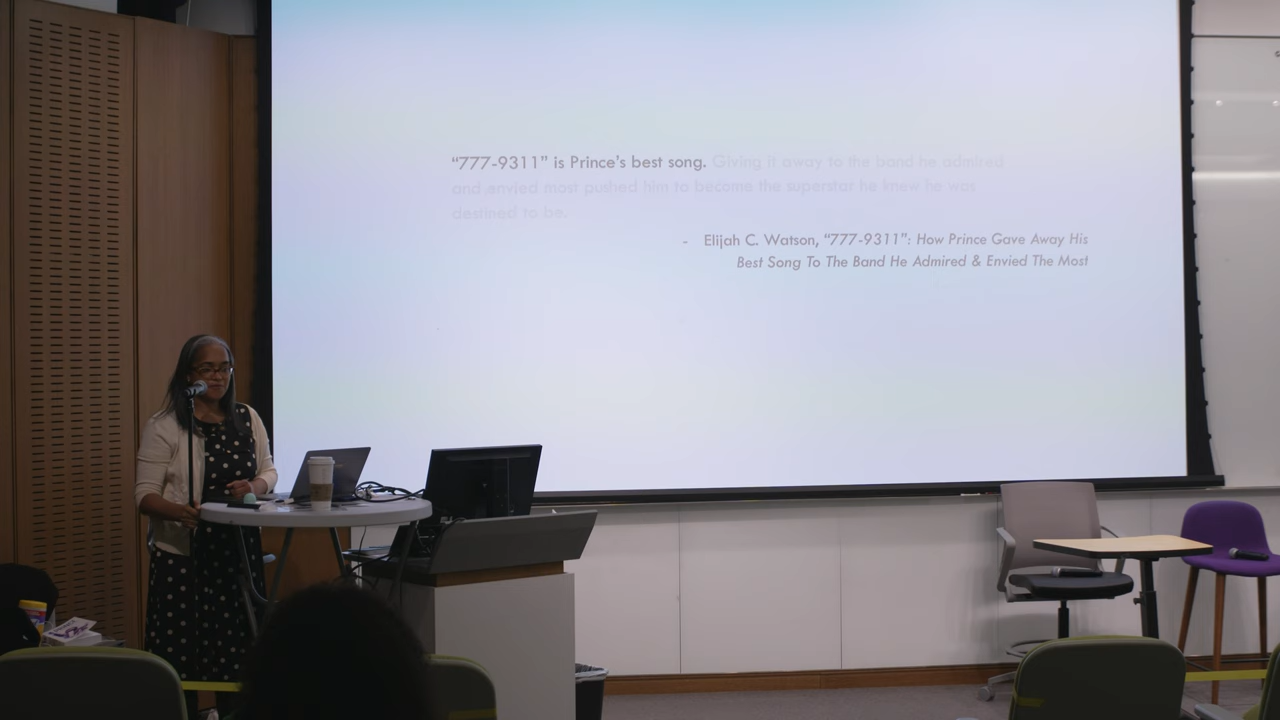 “777-9311” is Prince’s best song. Giving it away to the band he admired
and envied most pushed him to become the superstar he knew he was
destined to be.
- Elijah C. Watson, “777-9311”: How Prince Gave Away His
Best Song To The Band He Admired & Envied The Most